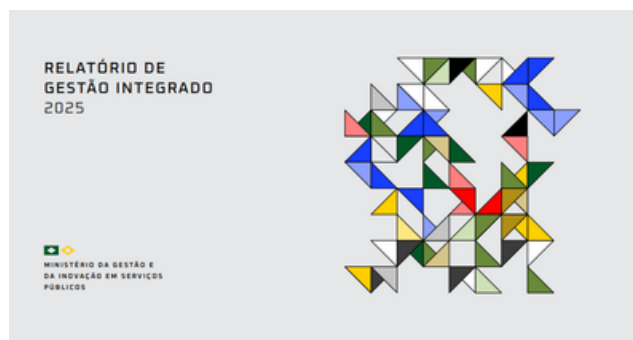 RELATÓRIO DE
GESTÃO INTEGRADO
2025
MINISTÉRIO DA GESTÃO E
DA INOVAÇÃO EM SERVIÇOS
PÚBLICOS